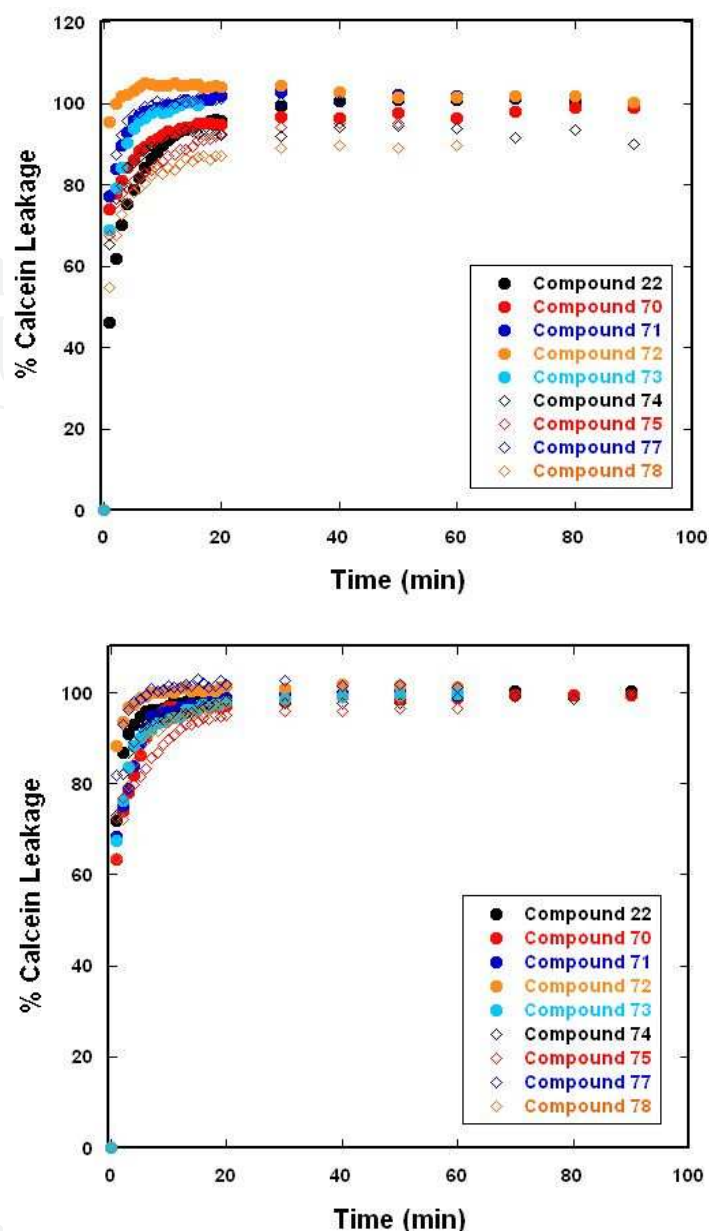 120
100
80
60
40
20
0
% Calcein Leakage
Compound 22
Compound 70
Compound 71
Compound 72
Compound 73
Compound 74
Compound 75
Compound 77
Compound 78
0 20 40 60 80 100
Time (min)
100
80
60
40
20
0
% Calcein Leakage
Compound 22
Compound 70
Compound 71
Compound 72
Compound 73
Compound 74
Compound 75
Compound 77
Compound 78
0 20 40 60 80 100
Time (min)